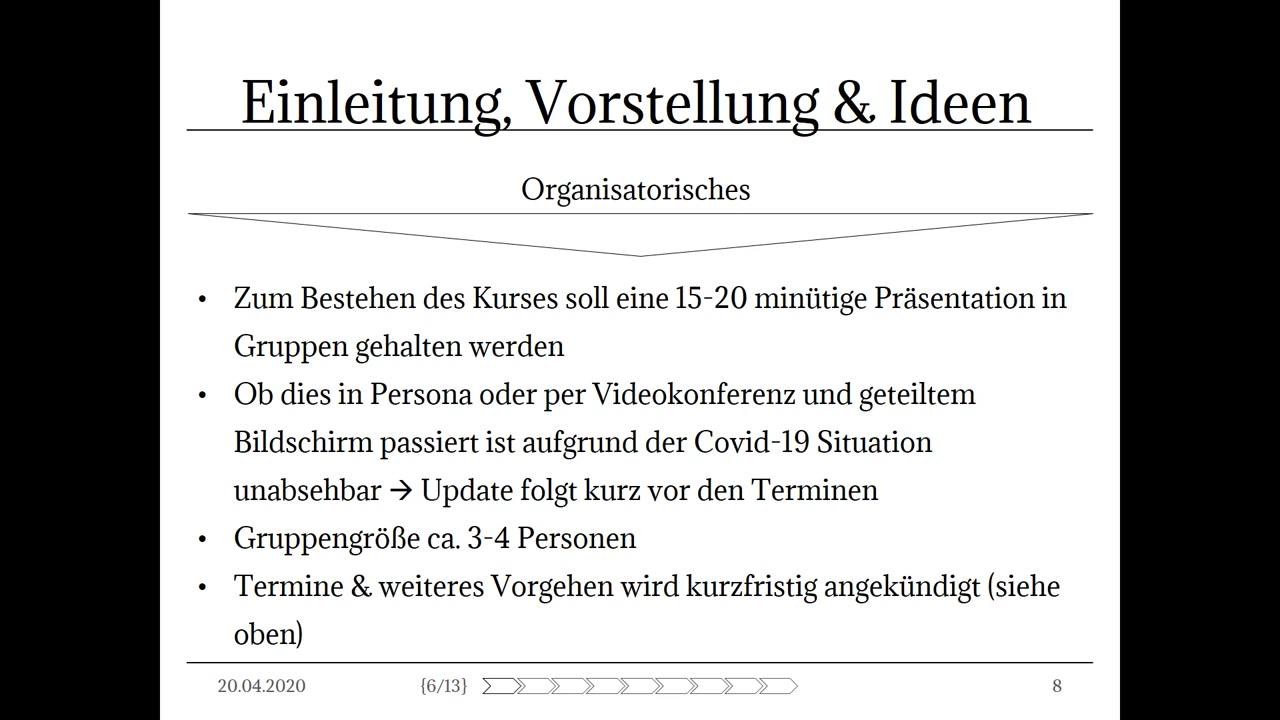 Einleitung, Vorstellung & Ideen
Organisatorisches
• Zum Bestehen des Kurses soll eine 15-20 minütige Präsentation in
Gruppen gehalten werden
• Ob dies in Persona oder per Videokonferenz und geteiltem
Bildschirm passiert ist aufgrund der Covid-19 Situation
unabsehbar → Update folgt kurz vor den Terminen
• Gruppengröße ca. 3-4 Personen
• Termine & weiteres Vorgehen wird kurzfristig angekündigt (siehe
oben)
20.04.2020 {6/13} 8